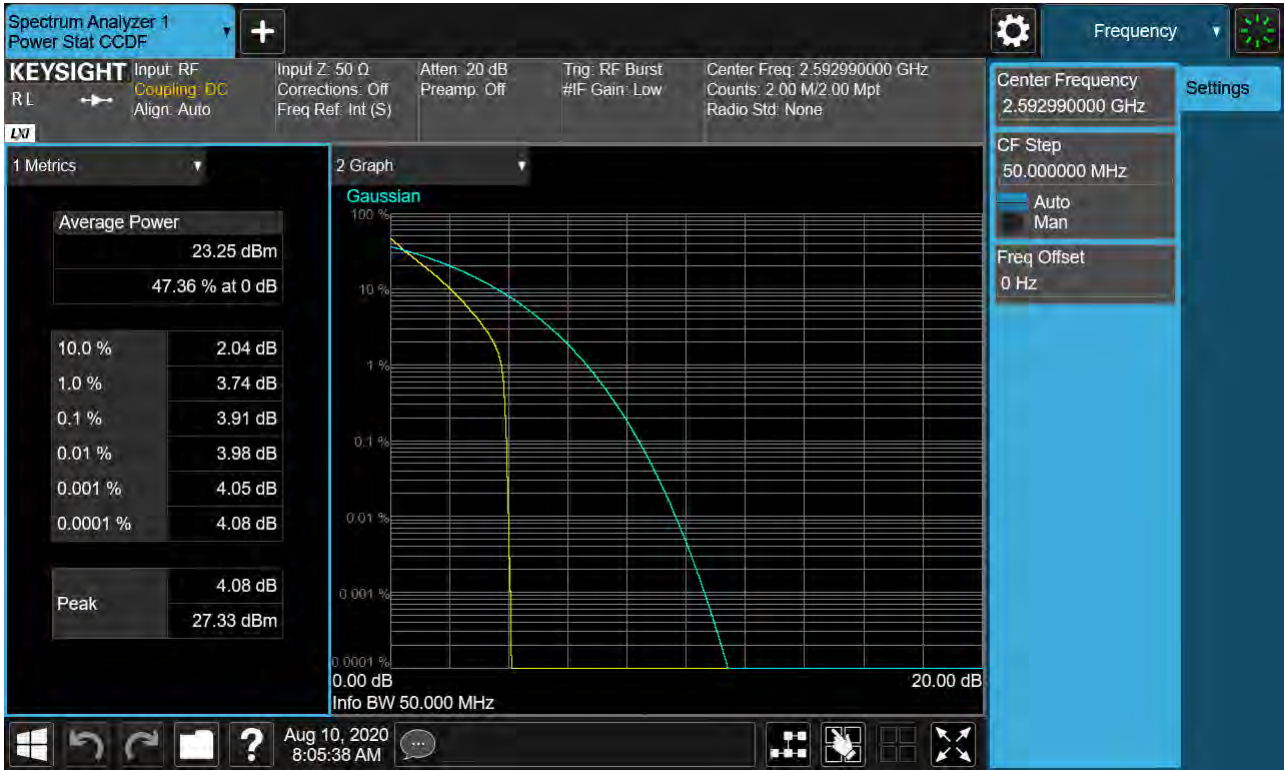 Spectrum Analyzer 1
Power Stat CCDF
+
Frequency
KEYSIGHT
RL
LXI
Input: RF
Coupling: DC
Align: Auto
Input Z: 50 Ω
Corrections: Off
Freq Ref: Int (S)
Atten: 20 dB
Preamp: Off
Trig: RF Burst
#IF Gain: Low
Center Freq: 2.592990000 GHz
Counts: 2.00 M/2.00 Mpt
Radio Std: None
Center Frequency
2.592990000 GHz
Settings
CF Step
50.000000 MHz
Auto
Man
Freq Offset
0 Hz
1 Metrics
Average Power
23.25 dBm
47.36 % at 0 dB
10.0 % 2.04 dB
1.0 % 3.74 dB
0.1 % 3.91 dB
0.01 % 3.98 dB
0.001 % 4.05 dB
0.0001 % 4.08 dB
Peak
4.08 dB
27.33 dBm
2 Graph
Gaussian
100 %
10 %
1 %
0.1 %
0.01 %
0.001 %
0.0001 %
0.00 dB
20.00 dB
Info BW 50.000 MHz
?
Aug 10, 2020
8:05:38 AM